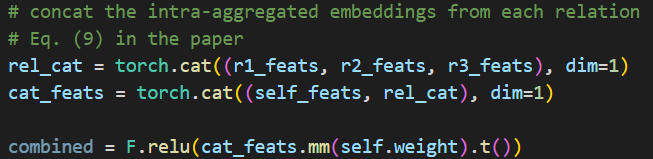 # concat the intra-aggregated embeddings from each relation
# Eq. (9) in the paper
rel_cat = torch.cat((r1_feats, r2_feats, r3_feats), dim=1)
cat_feats = torch.cat((self_feats, rel_cat), dim=1)
combined = F.relu(cat_feats.mm(self.weight).t())